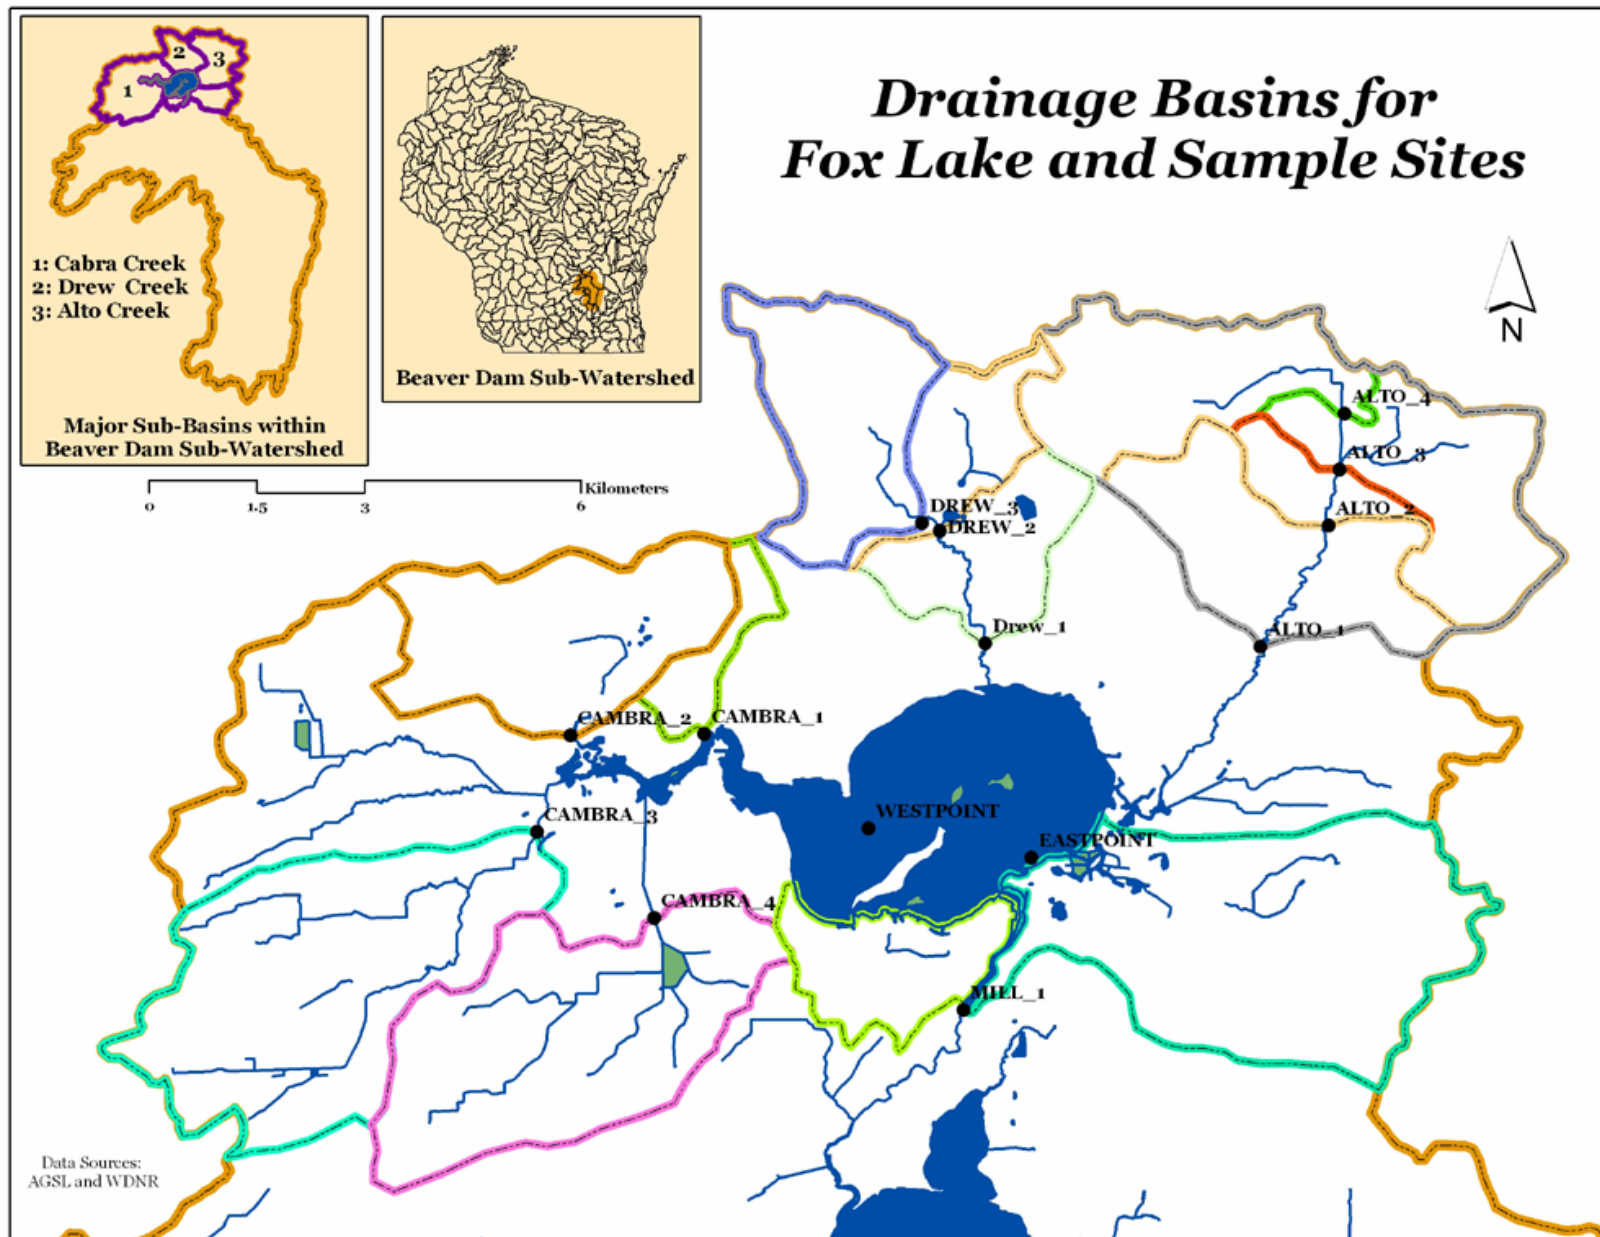 Drainage Basins for
Fox Lake and Sample Sites
2
3
1
1: Cabra Creek
2: Drew Creek
3: Alto Creek
Major Sub-Basins within
Beaver Dam Sub-Watershed
Beaver Dam Sub-Watershed
N
Kilometers
0 1.5 3 6
ALTO_4
ALTO_3
ALTO_2
DREW_3
DREW_2
Drew_1
ALTO_1
CAMBRA_2
CAMBRA_1
CAMBRA_3
WESTPOINT
EASTPOINT
CAMBRA_4
MILL_1
Data Sources:
AGSL and WDNR